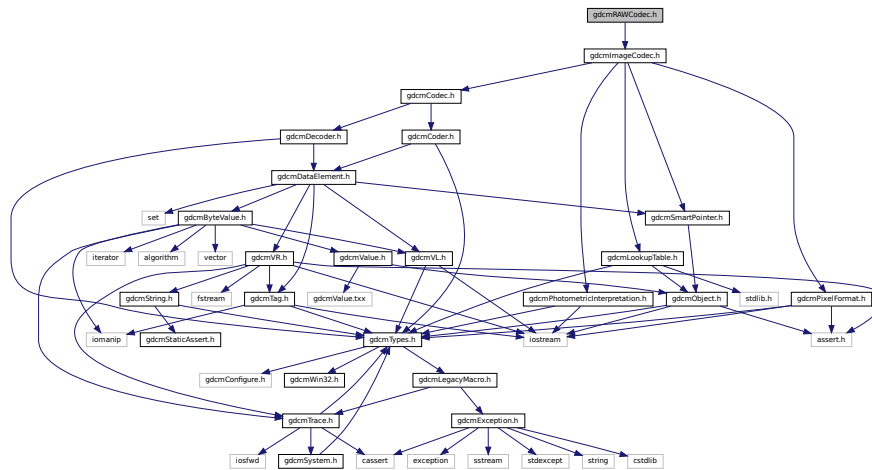 gdcmRAWCodec.h
gdcmImageCodec.h
gdcmCodec.h
gdcmDecoder.h
gdcmCoder.h
gdcmDataElement.h
set
gdcmByteValue.h
gdcmSmartPointer.h
iterator
algorithm
vector
gdcmVR.h
gdcmValue.h
gdcmVL.h
gdcmLookupTable.h
gdcmString.h
fstream
gdcmTag.h
gdcmValue.txx
gdcmPhotometricInterpretation.h
gdcmObject.h
stdlib.h
gdcmPixelFormat.h
iomanip
gdcmStaticAssert.h
gdcmTypes.h
iostream
assert.h
gdcmConfigure.h
gdcmWin32.h
gdcmLegacyMacro.h
gdcmTrace.h
gdcmException.h
iosfwd
gdcmSystem.h
cassert
exception
sstream
stdexcept
string
cstdlib